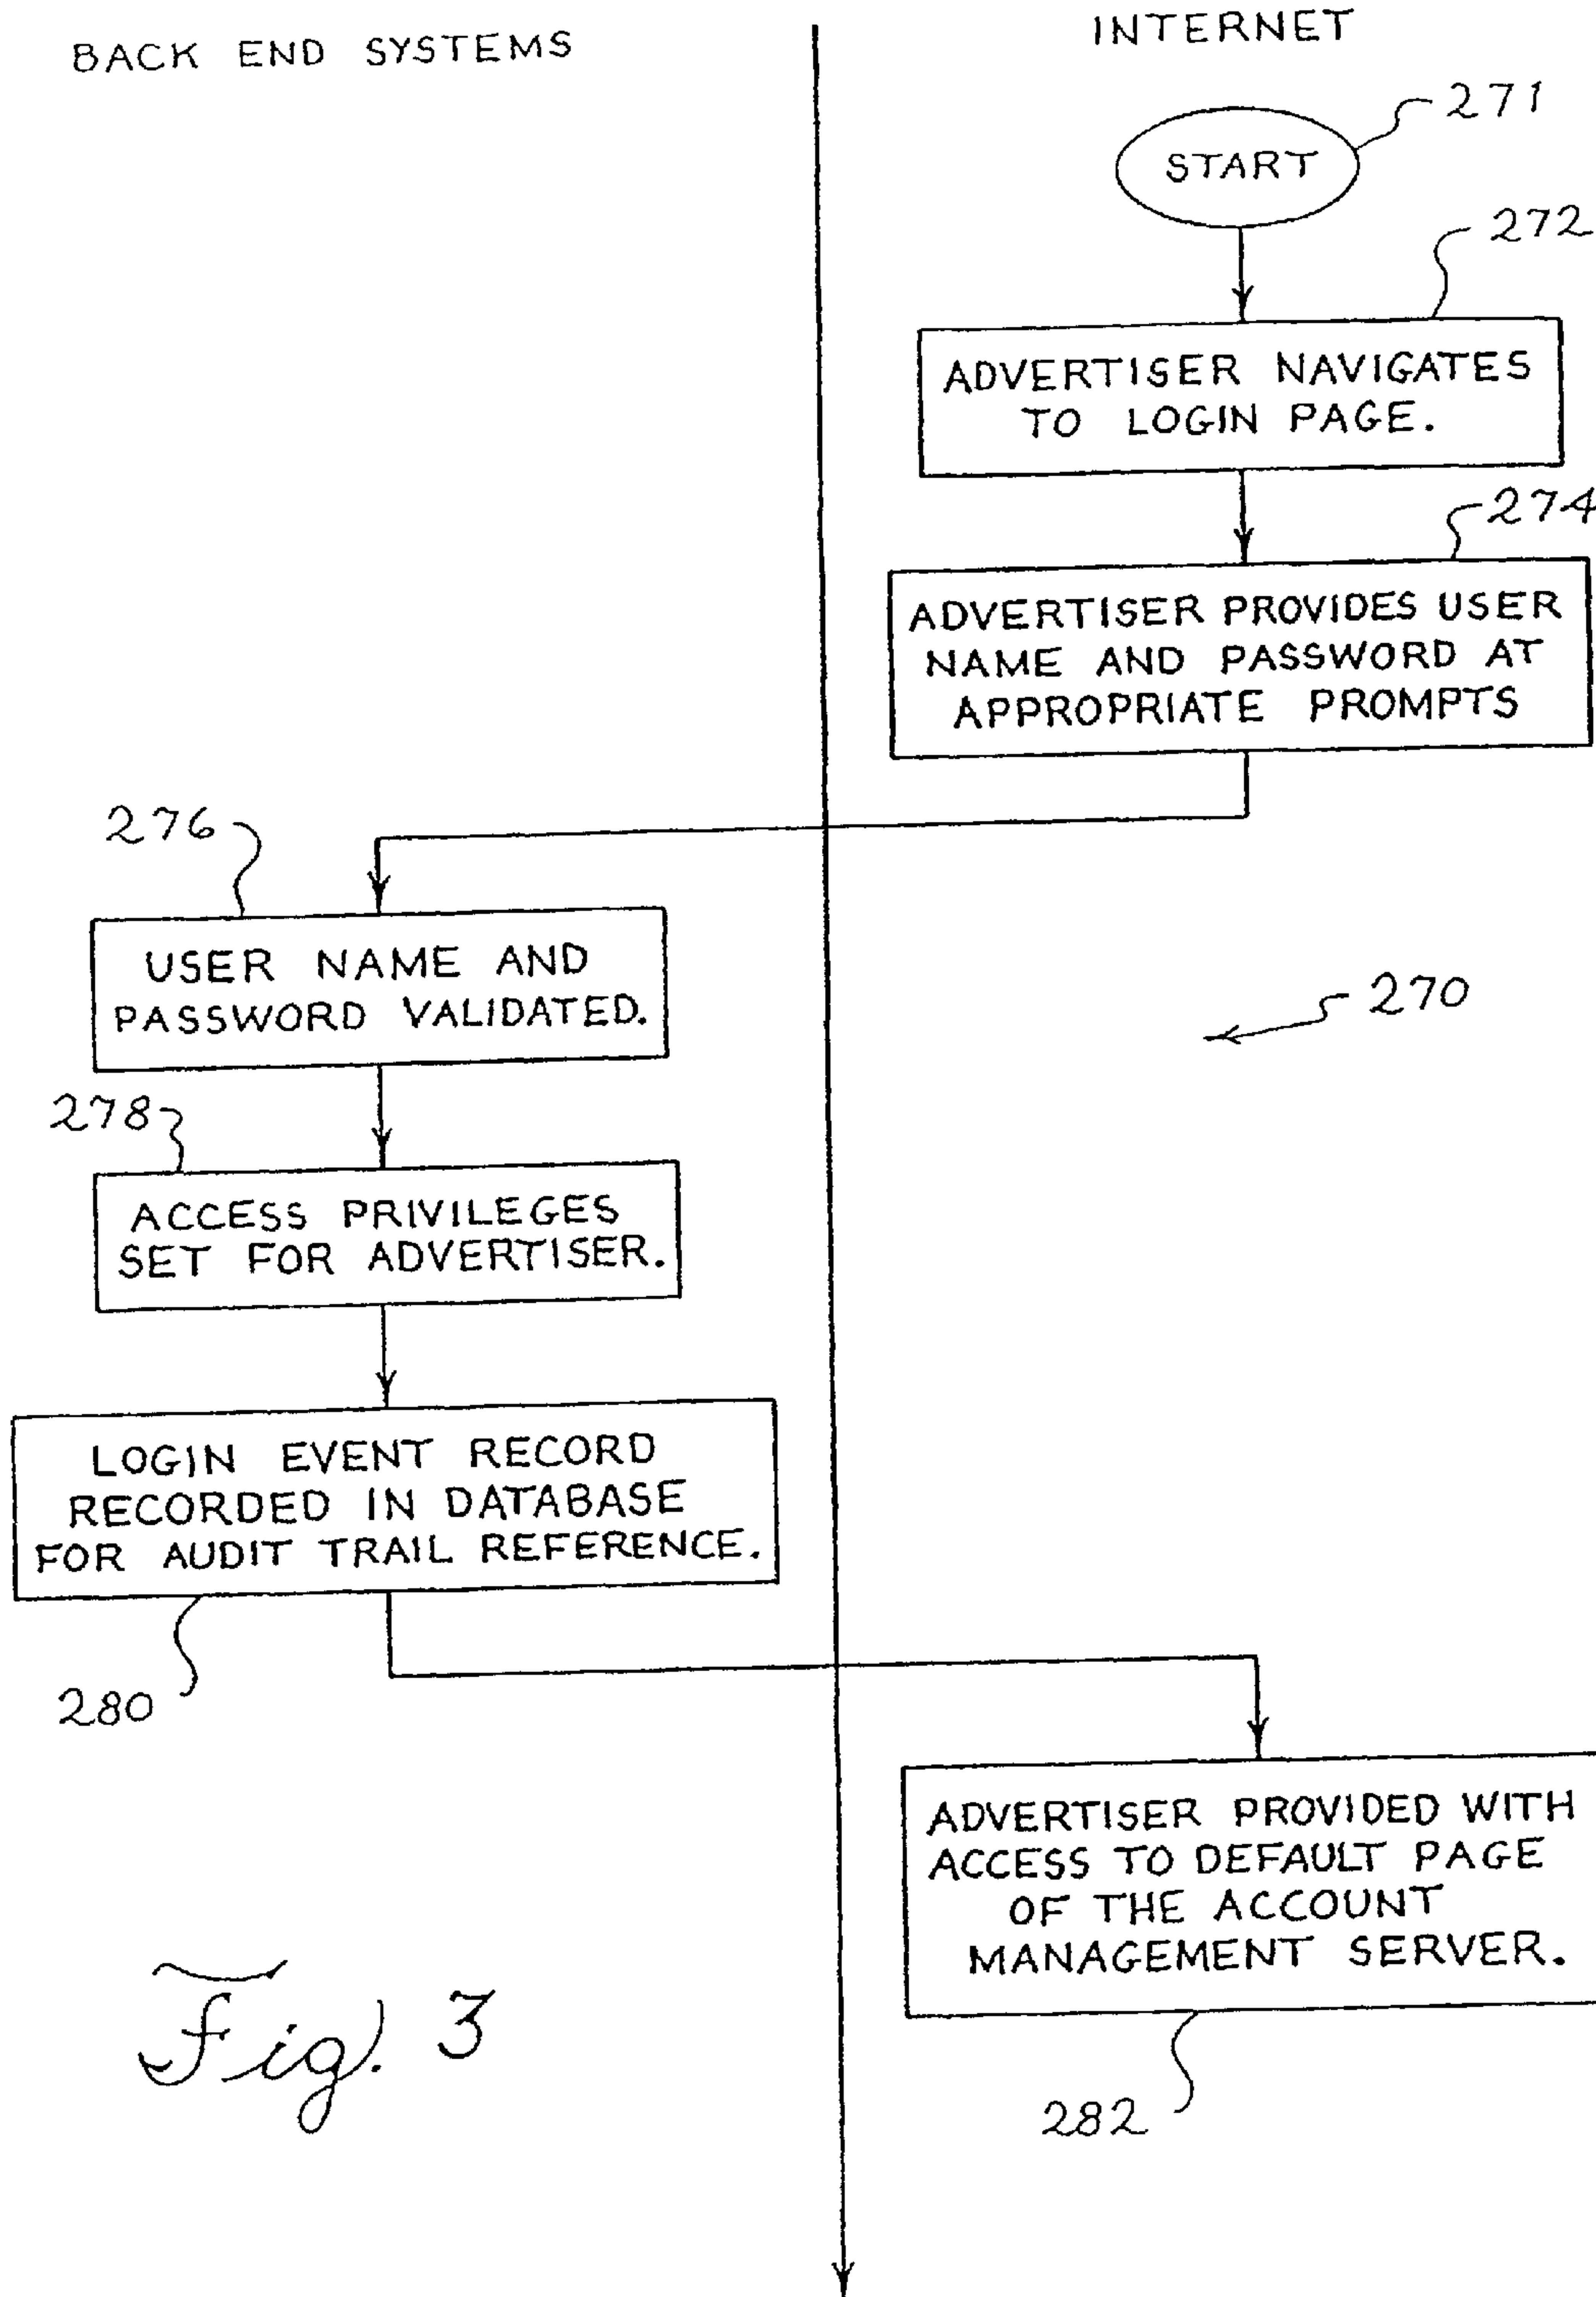 BACK END SYSTEMS
INTERNET
271
START
272
ADVERTISER NAVIGATES
TO LOGIN PAGE.
274
ADVERTISER PROVIDES USER
NAME AND PASSWORD AT
APPROPRIATE PROMPTS
276
USER NAME AND
PASSWORD VALIDATED.
270
278
ACCESS PRIVILEGES
SET FOR ADVERTISER.
LOGIN EVENT RECORD
RECORDED IN DATABASE
FOR AUDIT TRAIL REFERENCE.
280
ADVERTISER PROVIDED WITH
ACCESS TO DEFAULT PAGE
OF THE ACCOUNT
MANAGEMENT SERVER.
282
Fig. 3